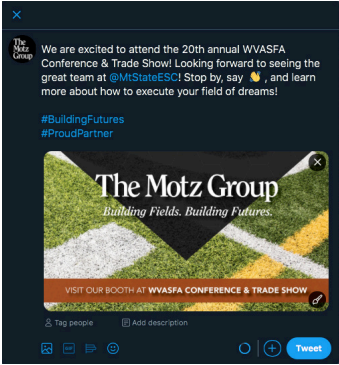 The
Motz
Group
We are excited to attend the 20th annual WVASFA
Conference & Trade Show! Looking forward to seeing the
great team at @MtStateESC! Stop by, say 👋 , and learn
more about how to execute your field of dreams!
#BuildingFutures
#ProudPartner
The Motz Group
Building Fields. Building Futures.
VISIT OUR BOOTH AT WVASFA CONFERENCE & TRADE SHOW
Tag people
Add description
GIF
Tweet